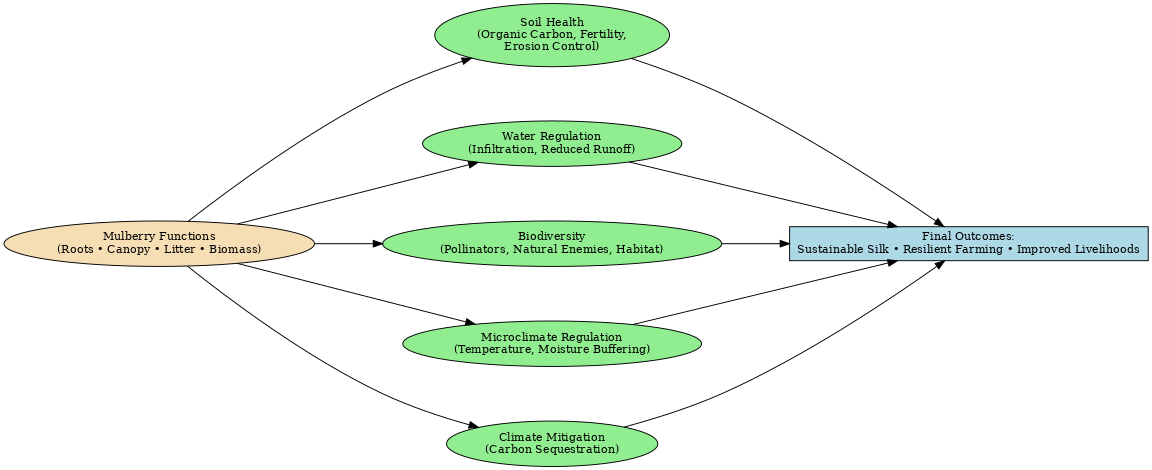 Soil Health
(Organic Carbon, Fertility,
Erosion Control)
Water Regulation
(Infiltration, Reduced Runoff)
Mulberry Functions
(Roots • Canopy • Litter • Biomass)
Biodiversity
(Pollinators, Natural Enemies, Habitat)
Final Outcomes:
Sustainable Silk • Resilient Farming • Improved Livelihoods
Microclimate Regulation
(Temperature, Moisture Buffering)
Climate Mitigation
(Carbon Sequestration)